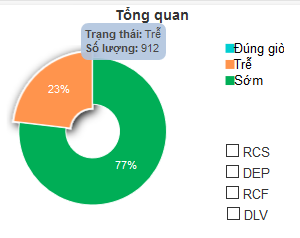 Tổng quan
Trạng thái: Trễ
Số lượng: 912
Đúng giờ
Trễ
Sớm
23%
77%
RCS
DEP
RCF
DLV